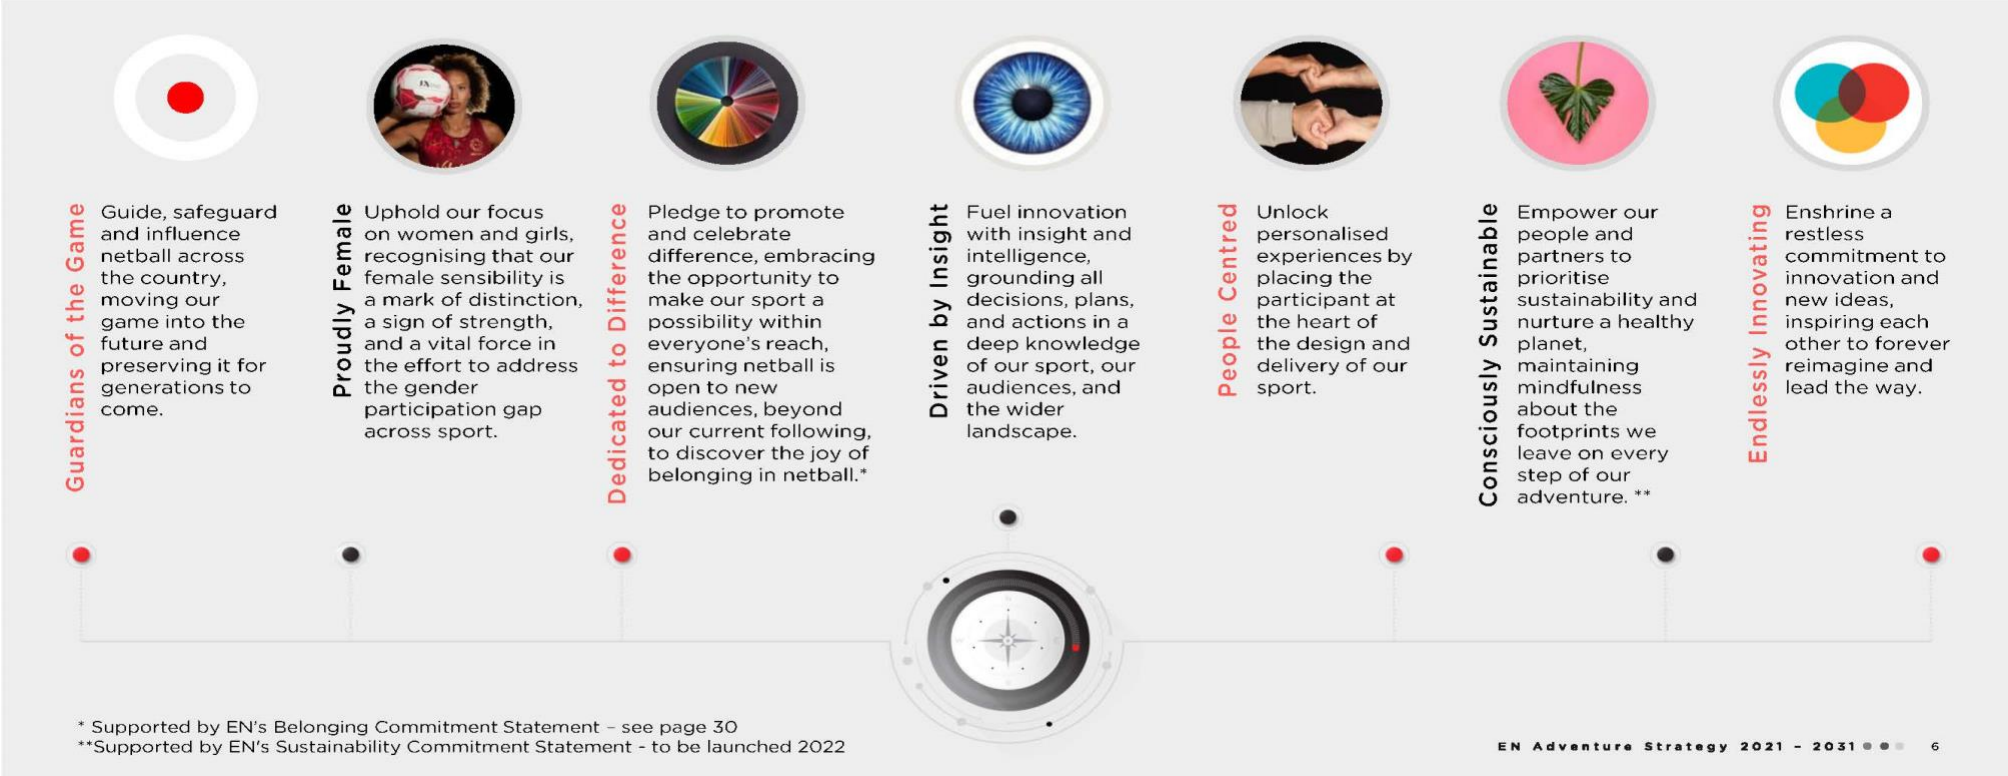 Guardians of the Game
Guide, safeguard
and influence
netball across
the country,
moving our
game into the
future and
preserving it for
generations to
come.
Proudly Female
Uphold our focus
on women and girls,
recognising that our
female sensibility is
a mark of distinction,
a sign of strength,
and a vital force in
the effort to address
the gender
participation gap
across sport.
Dedicated to Difference
Pledge to promote
and celebrate
difference, embracing
the opportunity to
make our sport a
possibility within
everyone's reach,
ensuring netball is
open to new
audiences, beyond
our current following,
to discover the joy of
belonging in netball.*
Driven by Insight
Fuel innovation
with insight and
intelligence,
grounding all
decisions, plans,
and actions in a
deep knowledge
of our sport, our
audiences, and
the wider
landscape.
People Centred
Unlock
personalised
experiences by
placing the
participant at
the heart of
the design and
delivery of our
sport.
Consciously Sustainable
Empower our
people and
partners to
prioritise
sustainability and
nurture a healthy
planet,
maintaining
mindfulness
about the
footprints we
leave on every
step of our
adventure. **
Endlessly Innovating
Enshrine a
restless
commitment to
innovation and
new ideas,
inspiring each
other to forever
reimagine and
lead the way.
* Supported by EN's Belonging Commitment Statement – see page 30
**Supported by EN's Sustainability Commitment Statement - to be launched 2022
EN Adventure Strategy 2021 - 2031
6